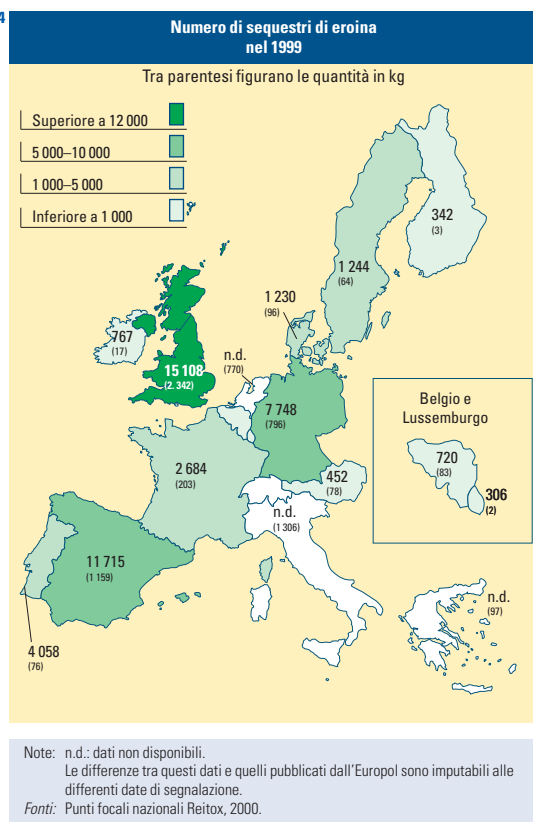 4
Numero di sequestri di eroina
nel 1999
Tra parentesi figurano le quantità in kg
Superiore a 12 000
5 000–10 000
1 000–5 000
Inferiore a 1 000
342
(3)
1 244
(64)
1 230
(96)
767
(17)
15 108
(2. 342)
n.d.
(770)
7 748
(796)
Belgio e
Lussemburgo
720
(83)
306
(2)
2 684
(203)
452
(78)
n.d.
(1 306)
11 715
(1 159)
n.d.
(97)
4 058
(76)
Note: n.d.: dati non disponibili.
Le differenze tra questi dati e quelli pubblicati dall'Europol sono imputabili alle
differenti date di segnalazione.
Fonti: Punti focali nazionali Reitox, 2000.